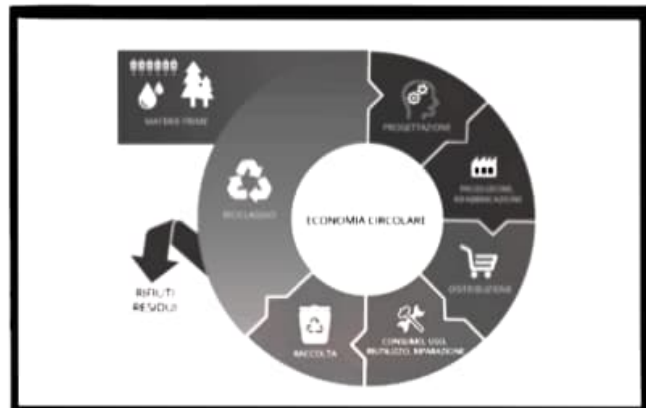 MATERIE PRIME
PROGETTAZIONE
PRODUZIONE,
RIFABBRICAZIONE
DISTRIBUZIONE
CONSUMO, USO,
RIUTILIZZO, RIPARAZIONE
RACCOLTA
RICICLAGGIO
RIFIUTI
RESIDUI
ECONOMIA CIRCOLARE